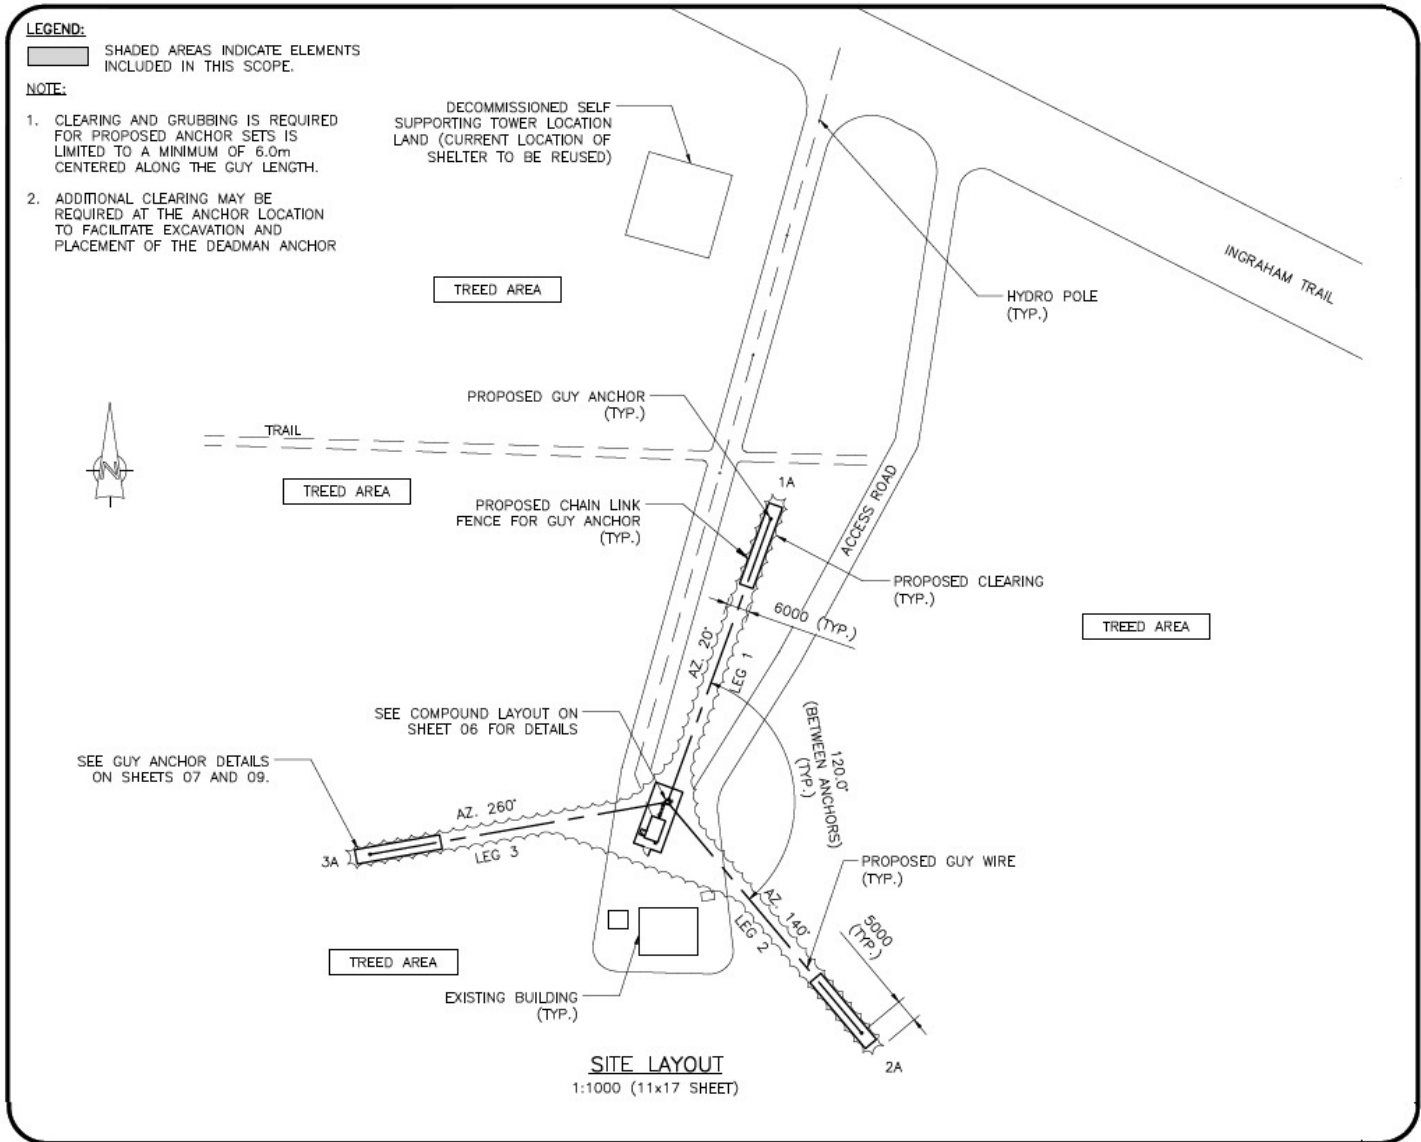 LEGEND:
SHADED AREAS INDICATE ELEMENTS
INCLUDED IN THIS SCOPE.
NOTE:
1. CLEARING AND GRUBBING IS REQUIRED
FOR PROPOSED ANCHOR SETS IS
LIMITED TO A MINIMUM OF 6.0m
CENTERED ALONG THE GUY LENGTH.
2. ADDITIONAL CLEARING MAY BE
REQUIRED AT THE ANCHOR LOCATION
TO FACILITATE EXCAVATION AND
PLACEMENT OF THE DEADMAN ANCHOR
DECOMMISSIONED SELF
SUPPORTING TOWER LOCATION
LAND (CURRENT LOCATION OF
SHELTER TO BE REUSED)
TREED AREA
INGRAHAM TRAIL
HYDRO POLE
(TYP.)
PROPOSED GUY ANCHOR
(TYP.)
TRAIL
N
TREED AREA
1A
PROPOSED CHAIN LINK
FENCE FOR GUY ANCHOR
(TYP.)
ACCESS ROAD
PROPOSED CLEARING
(TYP.)
6000 (TYP.)
TREED AREA
AZ. 20°
LEG 1
SEE COMPOUND LAYOUT ON
SHEET 06 FOR DETAILS
120.0°
(BETWEEN ANCHORS)
(TYP.)
SEE GUY ANCHOR DETAILS
ON SHEETS 07 AND 09.
AZ. 260°
LEG 3
3A
PROPOSED GUY WIRE
(TYP.)
AZ. 140°
LEG 2
5000
(TYP.)
TREED AREA
EXISTING BUILDING
(TYP.)
2A
SITE LAYOUT
1:1000 (11x17 SHEET)